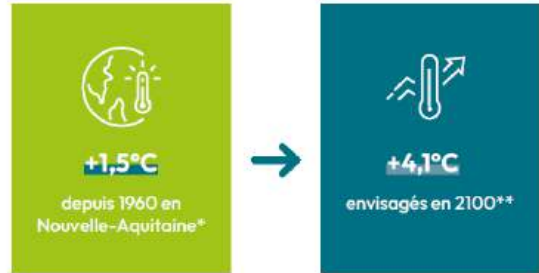 +1,5°C
depuis 1960 en
Nouvelle-Aquitaine*
+4,1°C
envisagés en 2100**